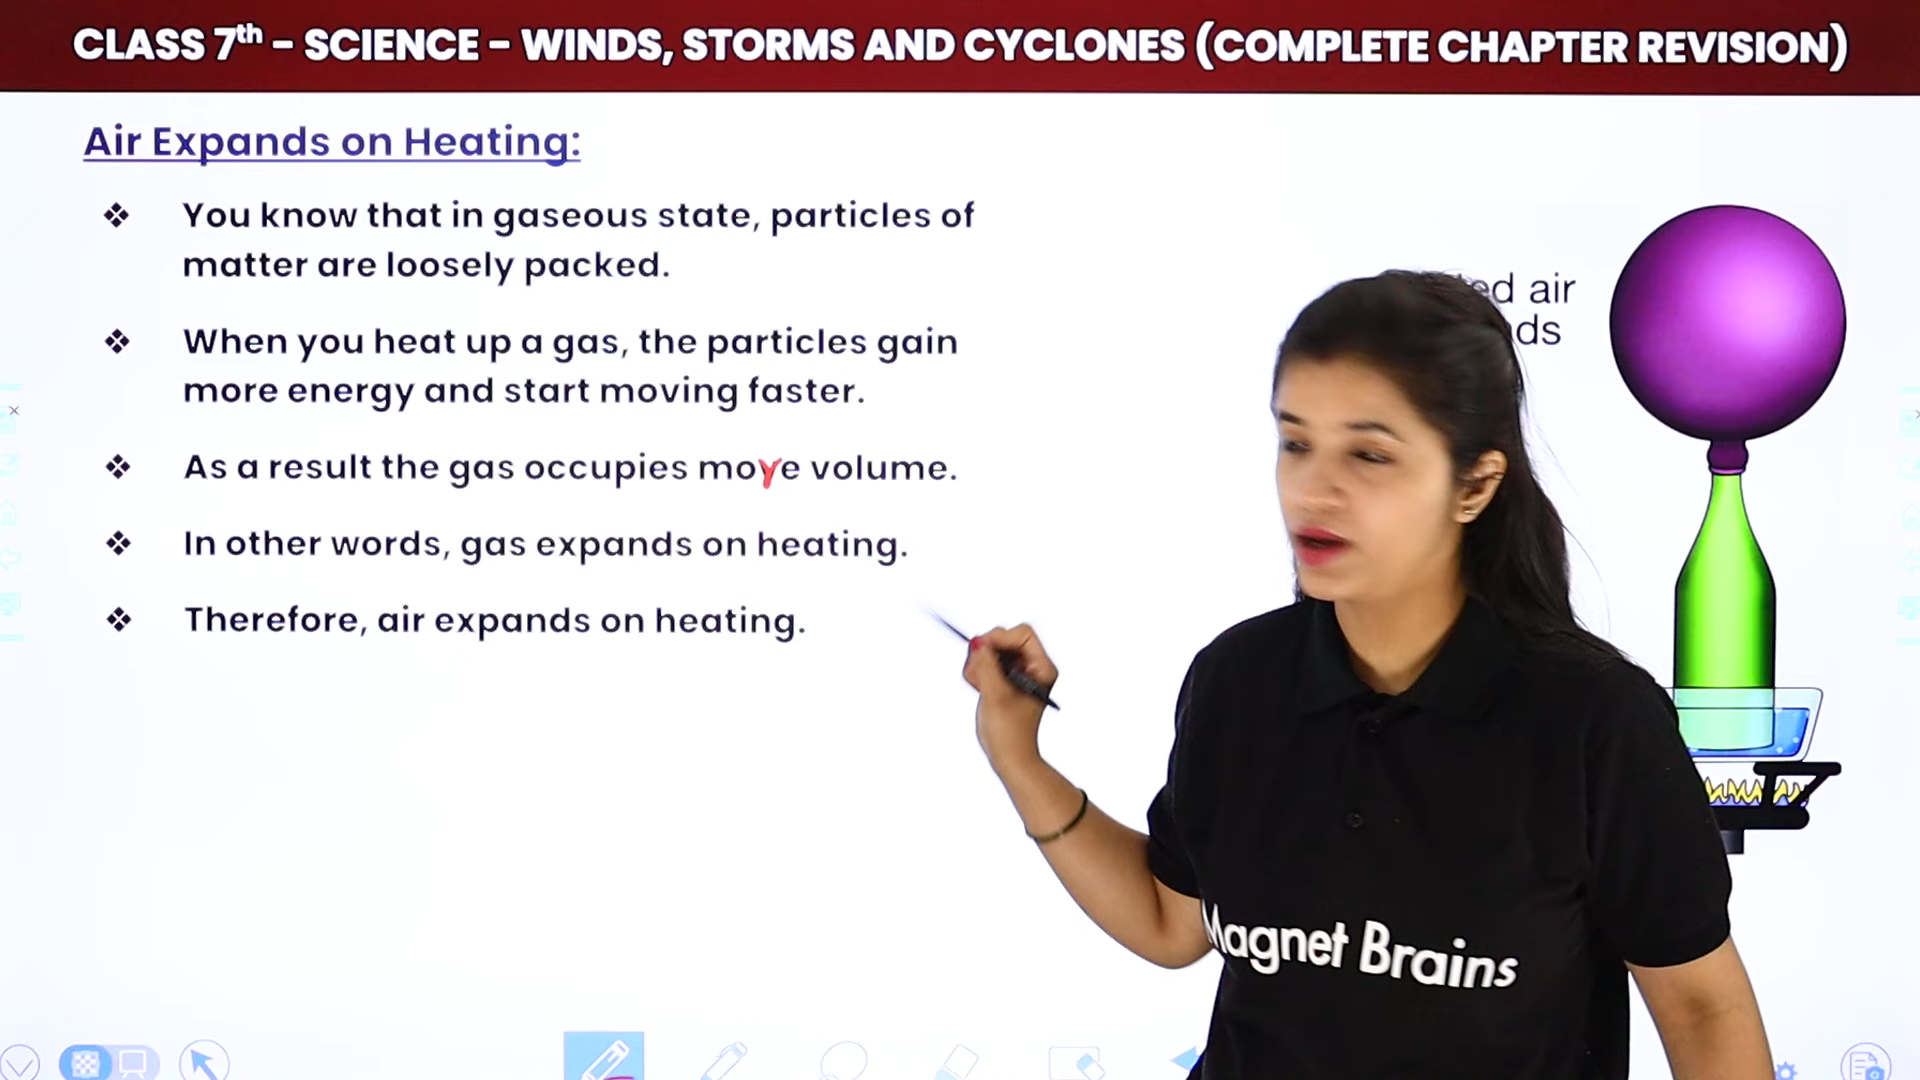 CLASS 7th - SCIENCE - WINDS, STORMS AND CYCLONES (COMPLETE CHAPTER REVISION)
Air Expands on Heating:
❖ You know that in gaseous state, particles of
matter are loosely packed.
❖ When you heat up a gas, the particles gain
more energy and start moving faster.
❖ As a result the gas occupies more volume.
❖ In other words, gas expands on heating.
❖ Therefore, air expands on heating.
air
Magnet Brains